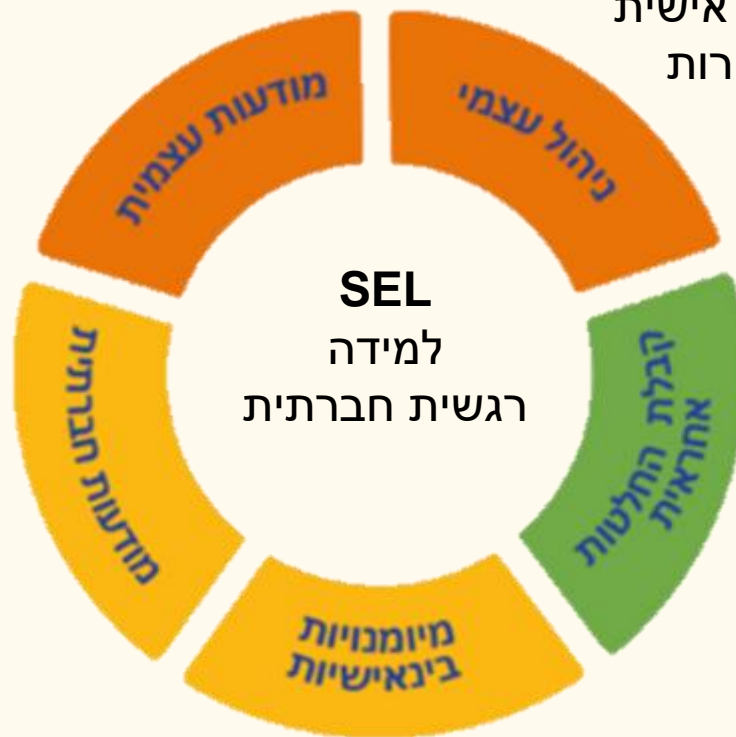 אישית
רות
מודעות עצמית
ניהול עצמי
SEL
למידה
רגשית חברתית
קבלת החלטות
אחראית
מודעות חברתית
מיומנויות
בינאישיות